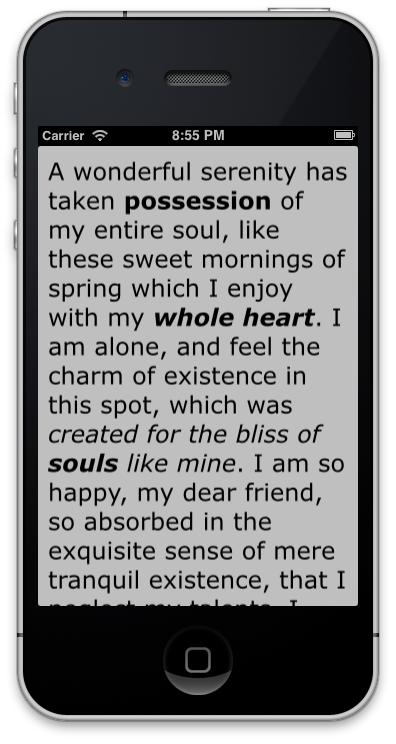 Carrier 8:55 PM
A wonderful serenity has
taken possession of
my entire soul, like
these sweet mornings of
spring which I enjoy
with my whole heart. I
am alone, and feel the
charm of existence in
this spot, which was
created for the bliss of
souls like mine. I am so
happy, my dear friend,
so absorbed in the
exquisite sense of mere
tranquil existence, that I
neglect my talents. I